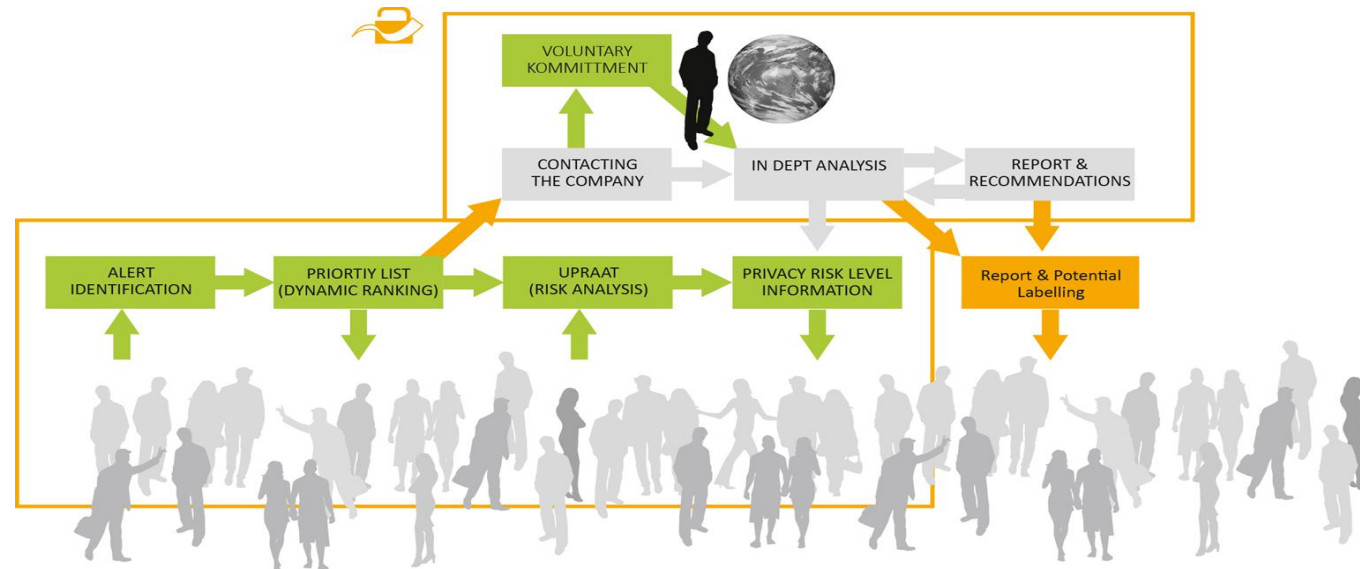 VOLUNTARY
KOMMITTMENT
CONTACTING
THE COMPANY
IN DEPT ANALYSIS
REPORT &
RECOMMENDATIONS
ALERT
IDENTIFICATION
PRIORTIY LIST
(DYNAMIC RANKING)
UPRAAT
(RISK ANALYSIS)
PRIVACY RISK LEVEL
INFORMATION
Report & Potential
Labelling